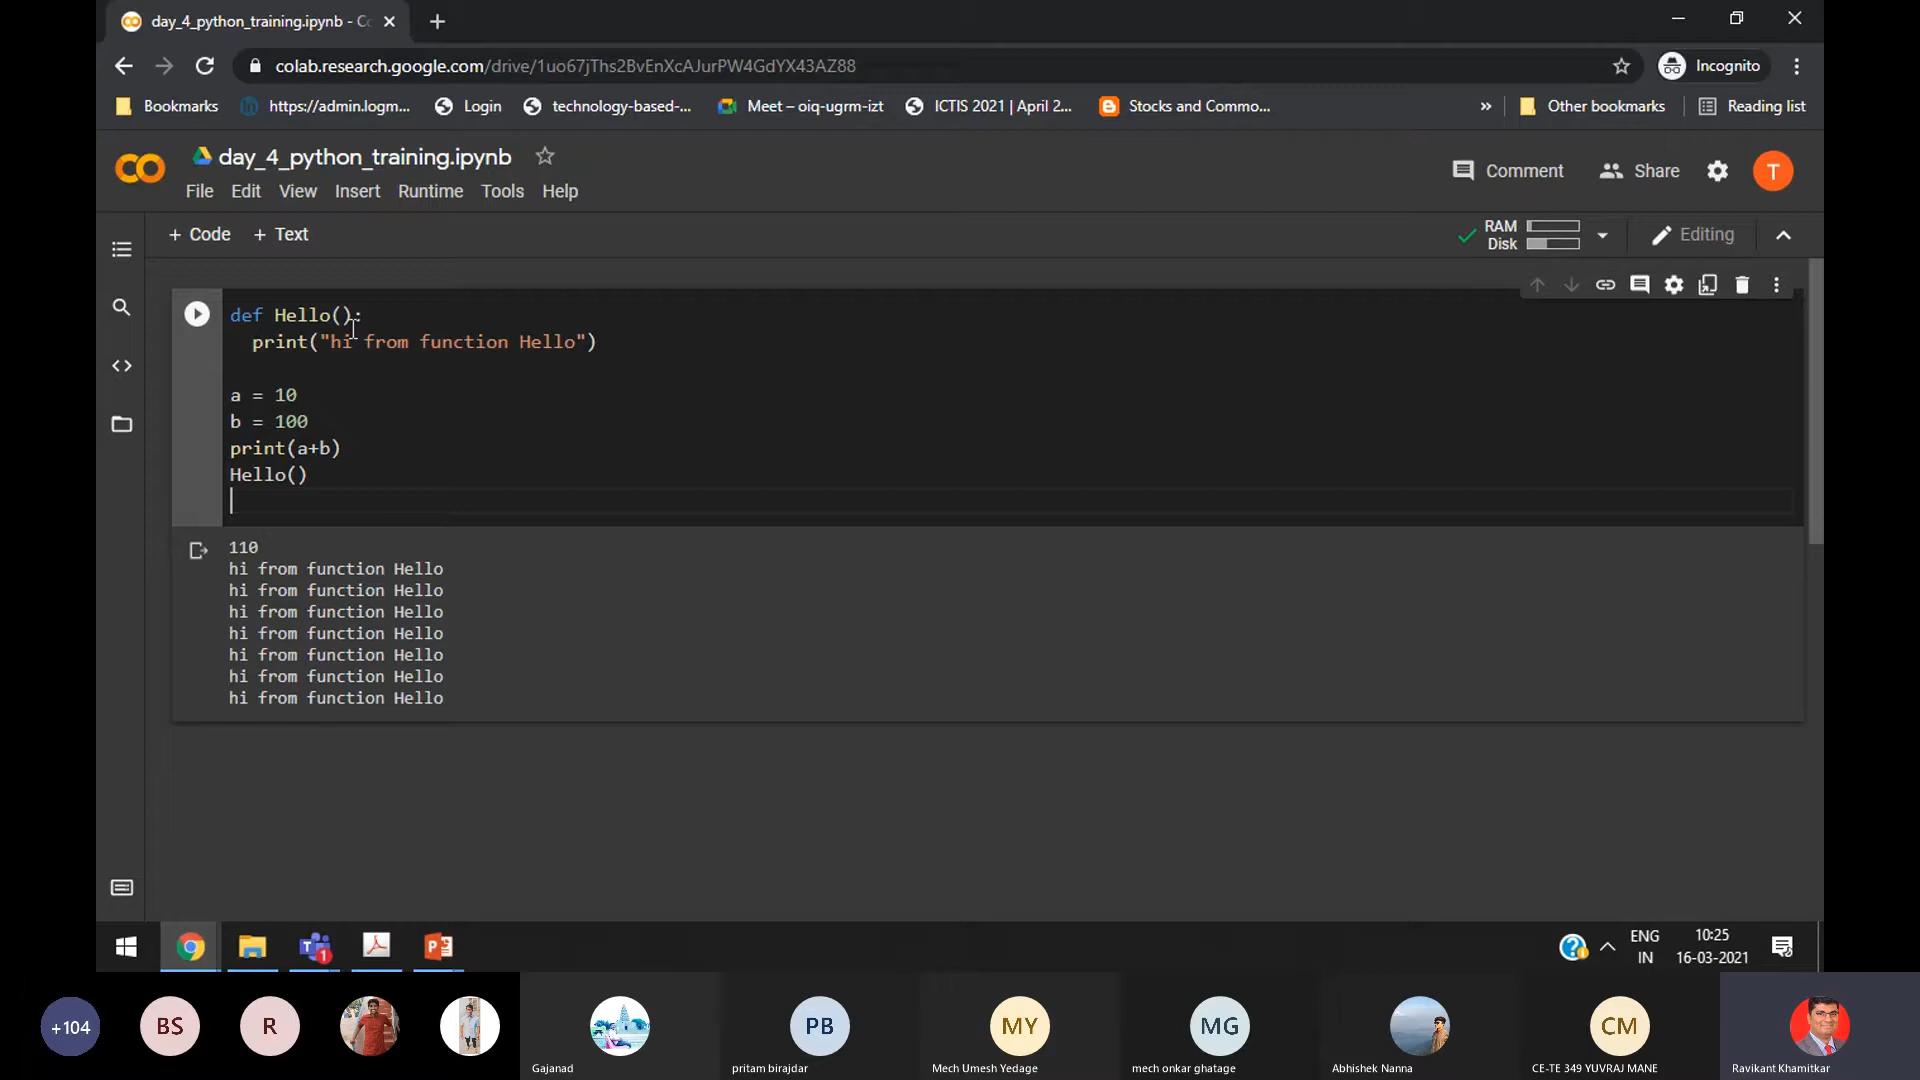 day_4_python_training.ipynb - Co
colab.research.google.com/drive/1uo67jThs2BvEnXcAJurPW4GdYX43AZ88
Incognito
Bookmarks
https://admin.logm...
Login
technology-based-...
Meet – oiq-ugrm-izt
ICTIS 2021 | April 2...
Stocks and Commo...
»
Other bookmarks
Reading list
day_4_python_training.ipynb
Comment
Share
T
File Edit View Insert Runtime Tools Help
+ Code + Text
RAM
Disk
Editing
def Hello():
print("hi from function Hello")
a = 10
b = 100
print(a+b)
Hello()
110
hi from function Hello
hi from function Hello
hi from function Hello
hi from function Hello
hi from function Hello
hi from function Hello
hi from function Hello
ENG
IN
10:25
16-03-2021
+104
BS
R
PB
MY
MG
CM
Gajanad
pritam birajdar
Mech Umesh Yedage
mech onkar ghatage
Abhishek Nanna
CE-TE 349 YUVRAJ MANE
Ravikant Khamitkar